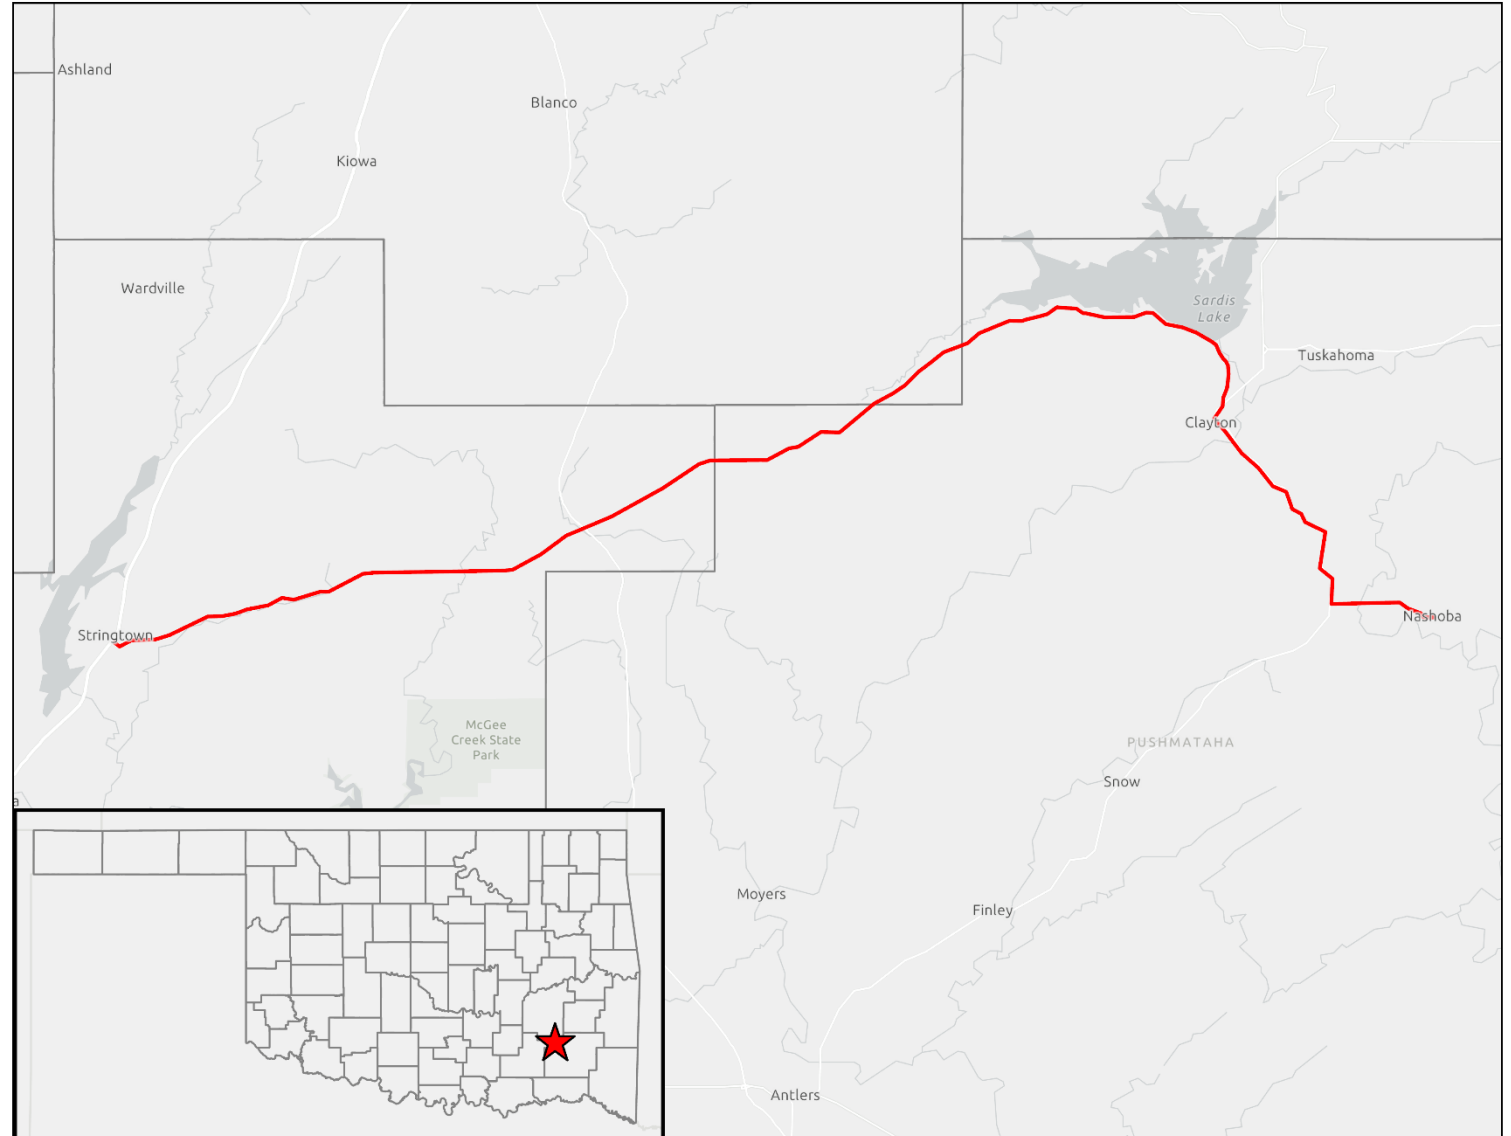 Ashland
Blanco
Kiowa
Wardville
Sardis
Lake
Tuskahoma
Clayton
Stringtown
Nashoba
McGee
Creek State
Park
PUSHMATAHA
Snow
a
Moyers
Finley
Antlers